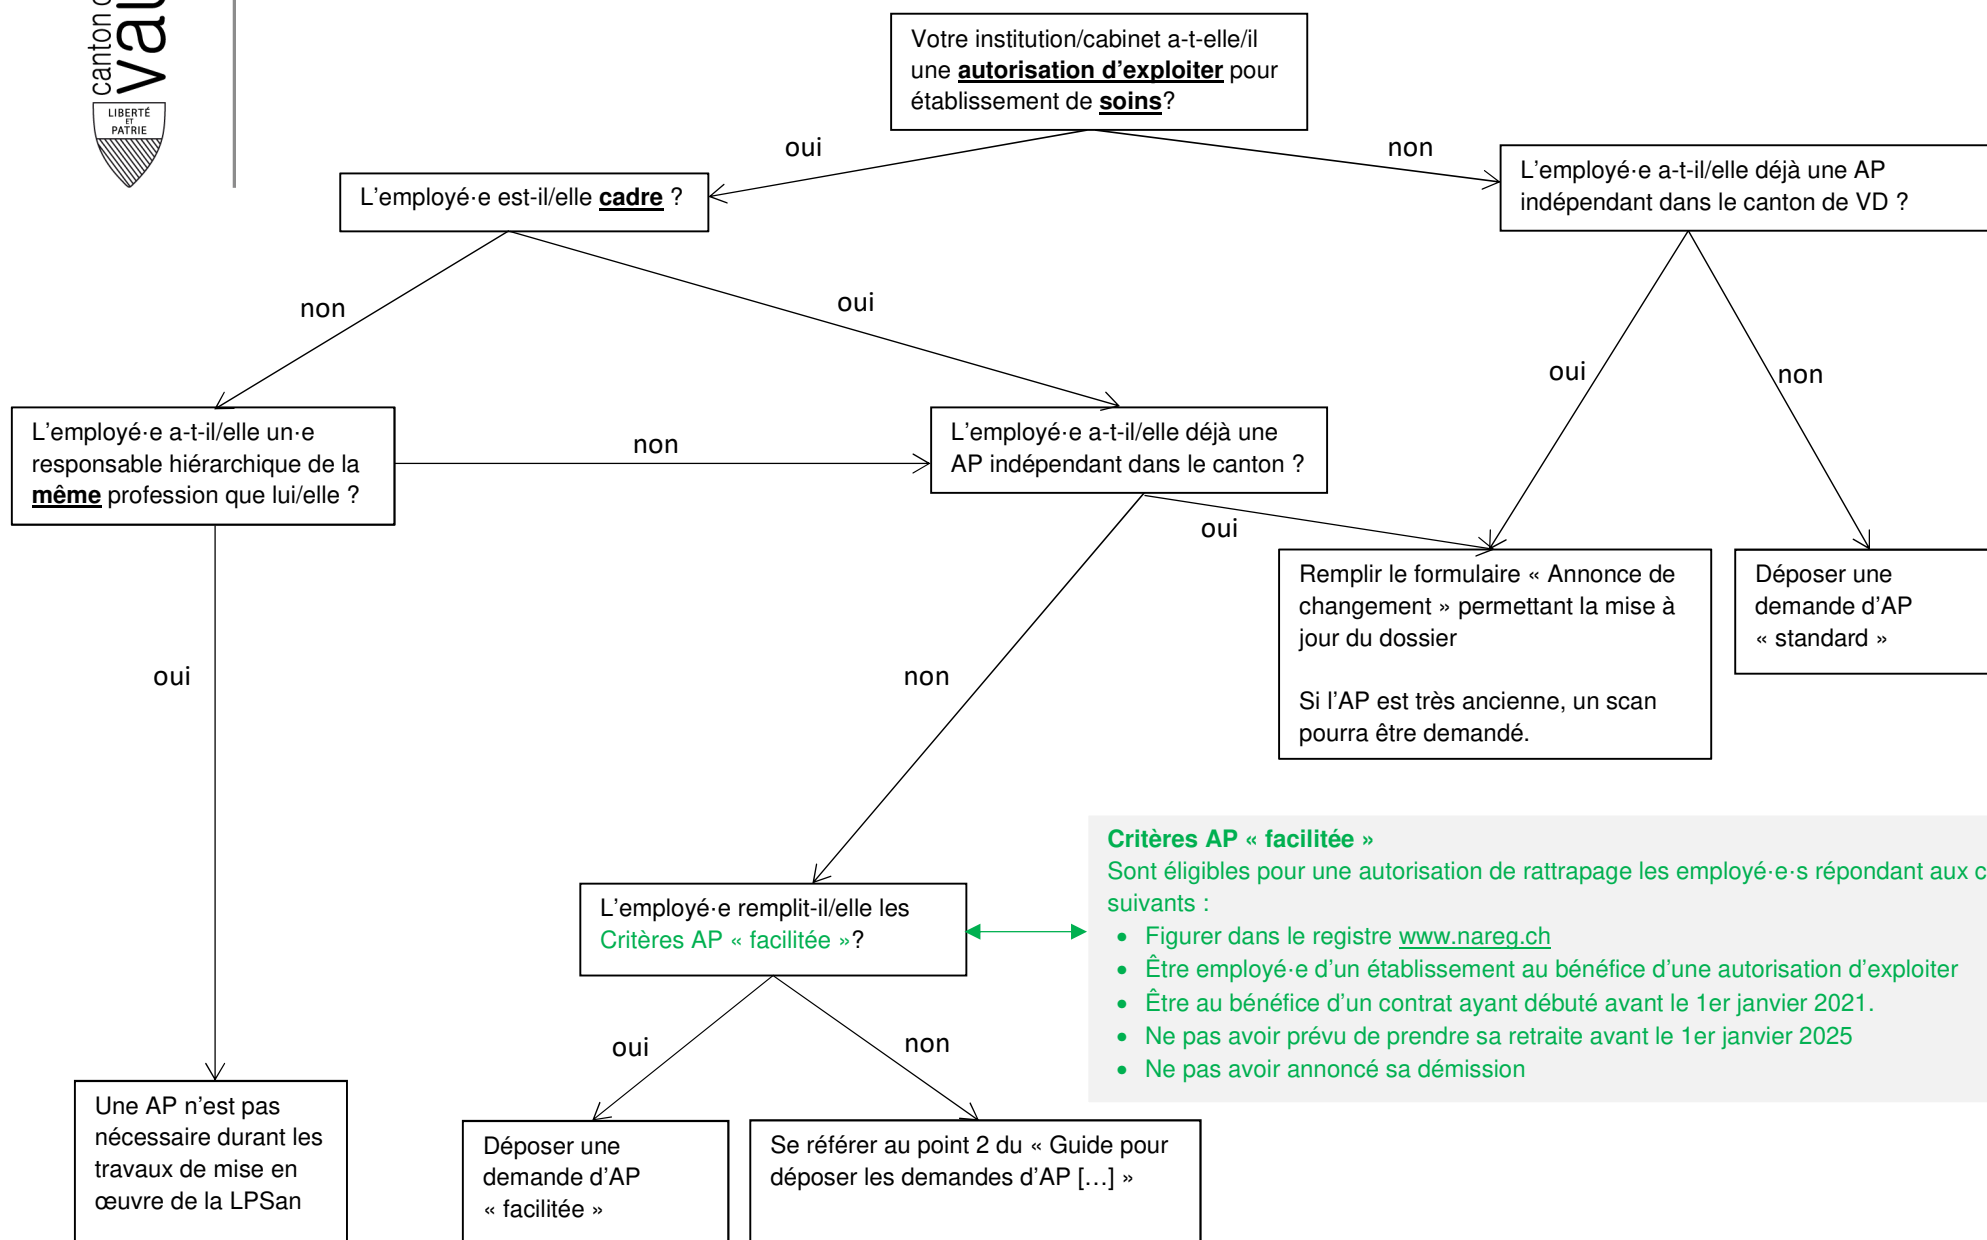 canton d
vau
LIBERTÉ
ET
PATRIE
Votre institution/cabinet a-t-elle/il
une autorisation d'exploiter pour
établissement de soins?
oui
non
L'employé·e est-il/elle cadre ?
L'employé·e a-t-il/elle déjà une AP
indépendant dans le canton de VD ?
non
oui
oui
non
L'employé·e a-t-il/elle un·e
responsable hiérarchique de la
même profession que lui/elle ?
non
L'employé·e a-t-il/elle déjà une
AP indépendant dans le canton ?
oui
Remplir le formulaire « Annonce de
changement » permettant la mise à
jour du dossier
Si l'AP est très ancienne, un scan
pourra être demandé.
Déposer une
demande d'AP
« standard »
oui
non
Critères AP « facilitée »
Sont éligibles pour une autorisation de rattrapage les employé·e·s répondant aux c
suivants :
• Figurer dans le registre www.nareg.ch
• Être employé·e d'un établissement au bénéfice d'une autorisation d'exploiter
• Être au bénéfice d'un contrat ayant débuté avant le 1er janvier 2021.
• Ne pas avoir prévu de prendre sa retraite avant le 1er janvier 2025
• Ne pas avoir annoncé sa démission
L'employé·e remplit-il/elle les
Critères AP « facilitée »?
oui
non
Une AP n'est pas
nécessaire durant les
travaux de mise en
œuvre de la LPSan
Déposer une
demande d'AP
« facilitée »
Se référer au point 2 du « Guide pour
déposer les demandes d'AP […] »